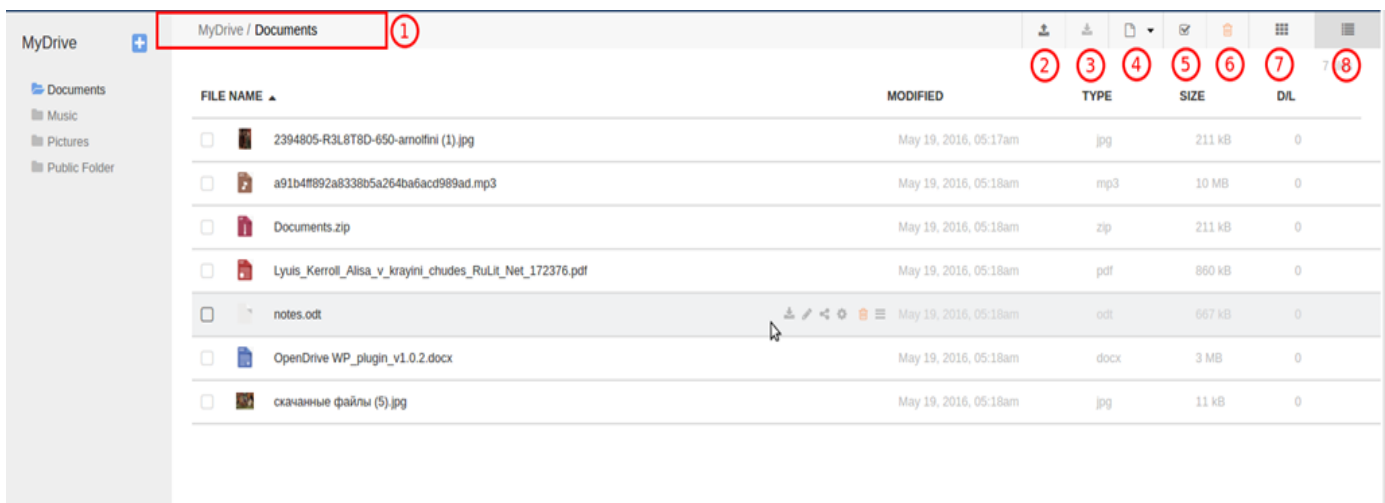 MyDrive / Documents 1
MyDrive
2 3 4 5 6 7 8
Documents
Music
Pictures
Public Folder
FILE NAME MODIFIED TYPE SIZE D/L
2394805-R3L8T8D-650-arnolfini (1).jpg May 19, 2016, 05:17am jpg 211 kB 0
a91b4ff892a8338b5a264ba6acd989ad.mp3 May 19, 2016, 05:18am mp3 10 MB 0
Documents.zip May 19, 2016, 05:18am zip 211 kB 0
Lyuis_Kerroll_Alisa_v_krayini_chudes_RuLit_Net_172376.pdf May 19, 2016, 05:18am pdf 860 kB 0
notes.odt May 19, 2016, 05:18am odt 667 kB 0
OpenDrive WP_plugin_v1.0.2.docx May 19, 2016, 05:18am docx 3 MB 0
скачанные файлы (5).jpg May 19, 2016, 05:18am jpg 11 kB 0